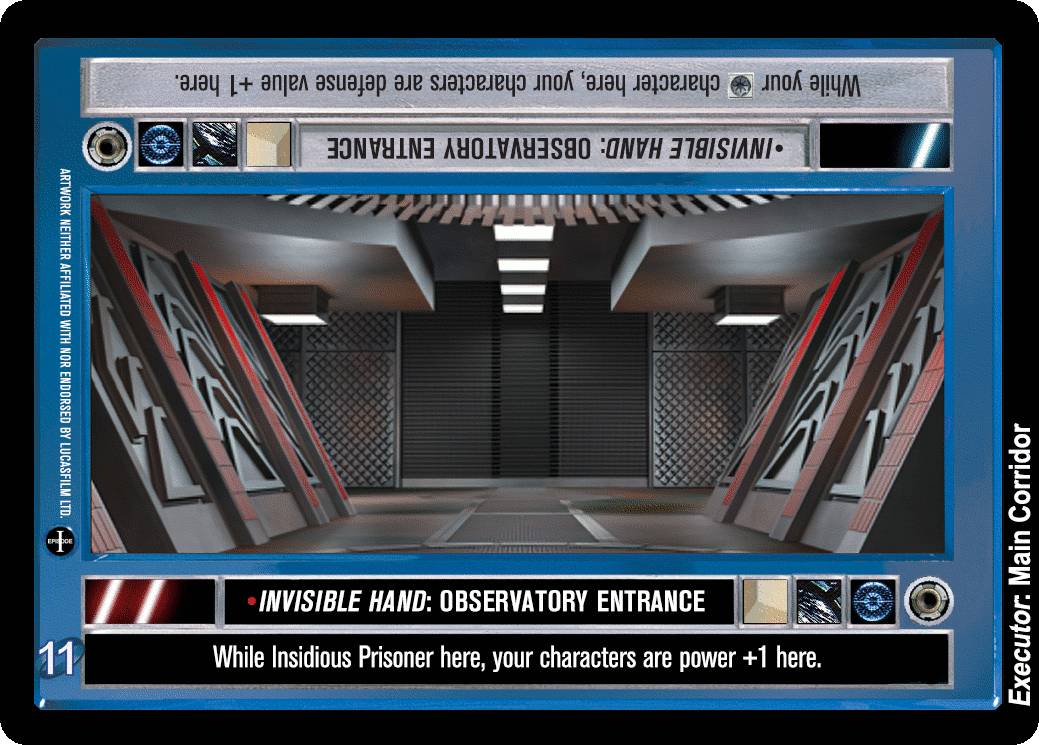 While your character here, your characters are defense value +1 here.
•INVISIBLE HAND: OBSERVATORY ENTRANCE
ARTWORK NEITHER AFFILIATED WITH NOR ENDORSED BY LUCASFILM LTD.
EPISODE
I
•INVISIBLE HAND: OBSERVATORY ENTRANCE
11
While Insidious Prisoner here, your characters are power +1 here.
Executor: Main Corridor